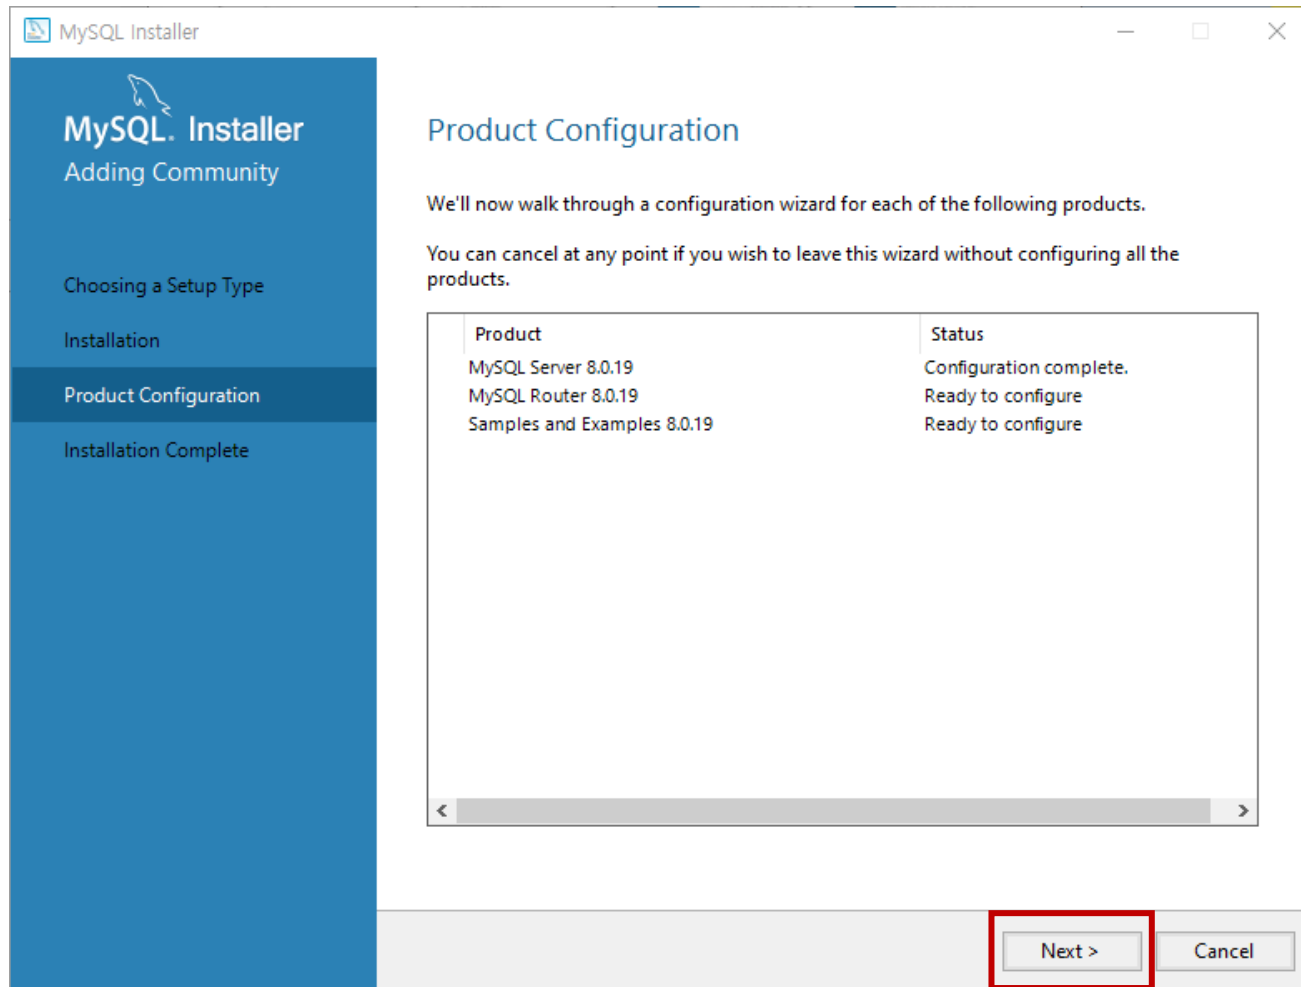 MySQL Installer
MySQL. Installer
Adding Community
Choosing a Setup Type
Installation
Product Configuration
Installation Complete
Product Configuration
We'll now walk through a configuration wizard for each of the following products.
You can cancel at any point if you wish to leave this wizard without configuring all the
products.
Product Status
MySQL Server 8.0.19 Configuration complete.
MySQL Router 8.0.19 Ready to configure
Samples and Examples 8.0.19 Ready to configure
Next > Cancel